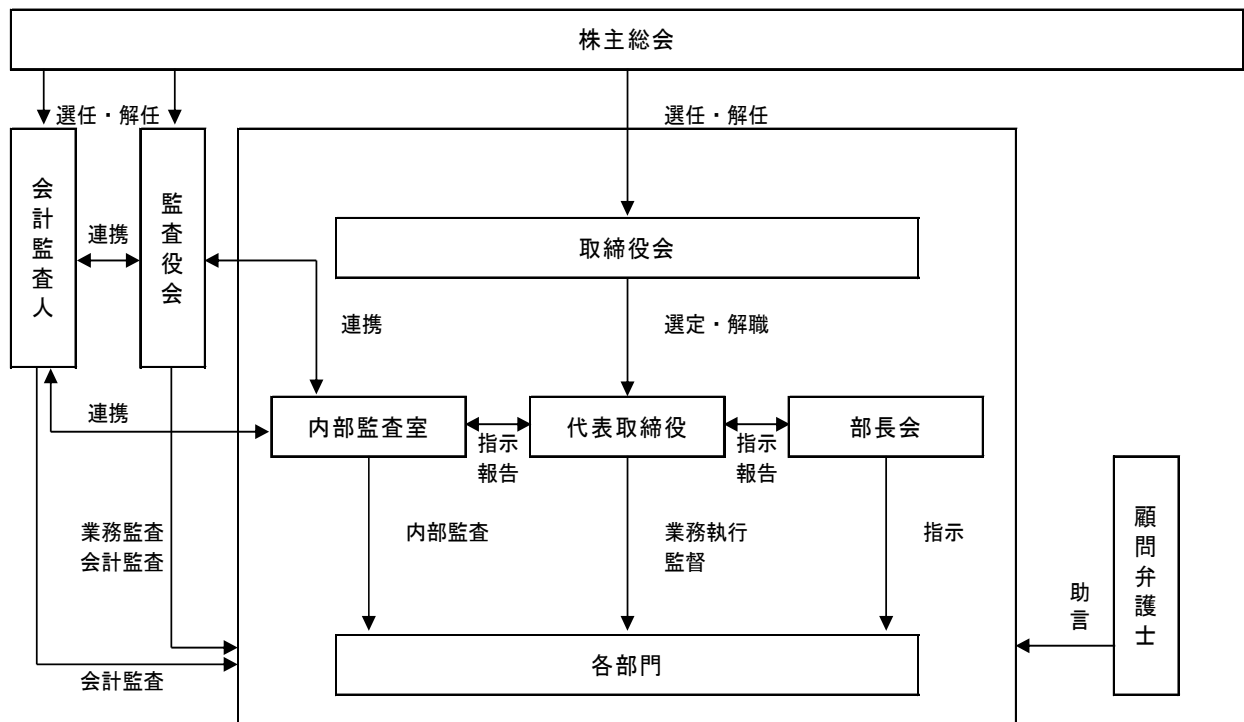 株主総会
選任・解任
選任・解任
会計監査人
監査役会
連携
取締役会
連携
選定・解職
連携
内部監査室
代表取締役
部長会
指示
報告
指示
報告
業務監査
会計監査
内部監査
業務執行
監督
指示
顧問弁護士
助言
各部門
会計監査